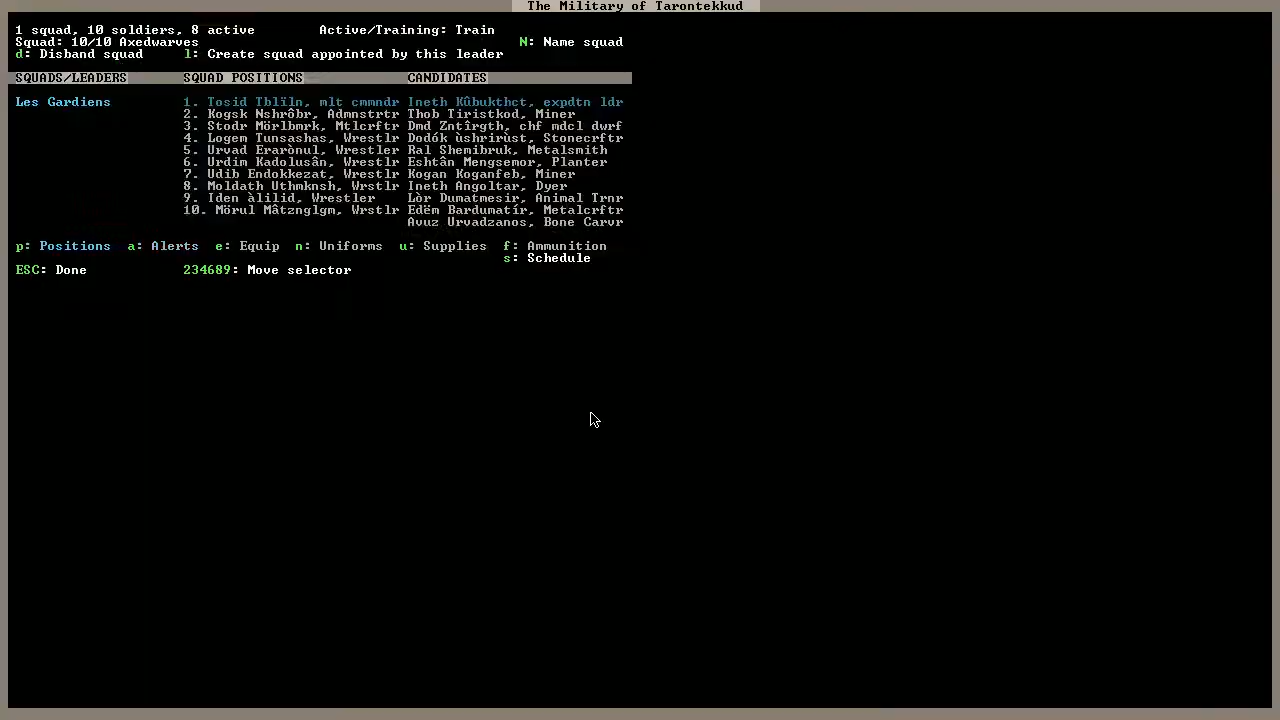 The Military of Tarontekkud
1 squad, 10 soldiers, 8 active Active/Training: Train
Squad: 10/10 Axedwarves N: Name squad
d: Disband squad l: Create squad appointed by this leader
SQUADS/LEADERS SQUAD POSITIONS CANDIDATES
Les Gardiens 1. Tosid Tblïln, mlt cmmndr Ineth Kûbukthct, expdtn ldr
2. Kogsk Nshrôbr, Admnstrtr Thob Tiristkod, Miner
3. Stodr Mörlbmrk, Mtlcrftr Dmd Zntîrgth, chf mdcl dwrf
4. Logem Tunsashas, Wrestlr Dodók ùshrirùst, Stonecrftr
5. Urvad Erarònul, Wrestler Ral Shemibruk, Metalsmith
6. Urdim Kadolusân, Wrestlr Eshtân Mengsemor, Planter
7. Udib Endokkezat, Wrestlr Kogan Koganfeb, Miner
8. Moldath Uthmknsh, Wrstlr Ineth Angoltar, Dyer
9. Iden àlilid, Wrestler Lòr Dumatmesir, Animal Trnr
10. Mörul Mâtznglgm, Wrstlr Edëm Bardumatír, Metalcrftr
Avuz Urvadzanos, Bone Carvr
p: Positions a: Alerts e: Equip n: Uniforms u: Supplies f: Ammunition
s: Schedule
ESC: Done 234689: Move selector